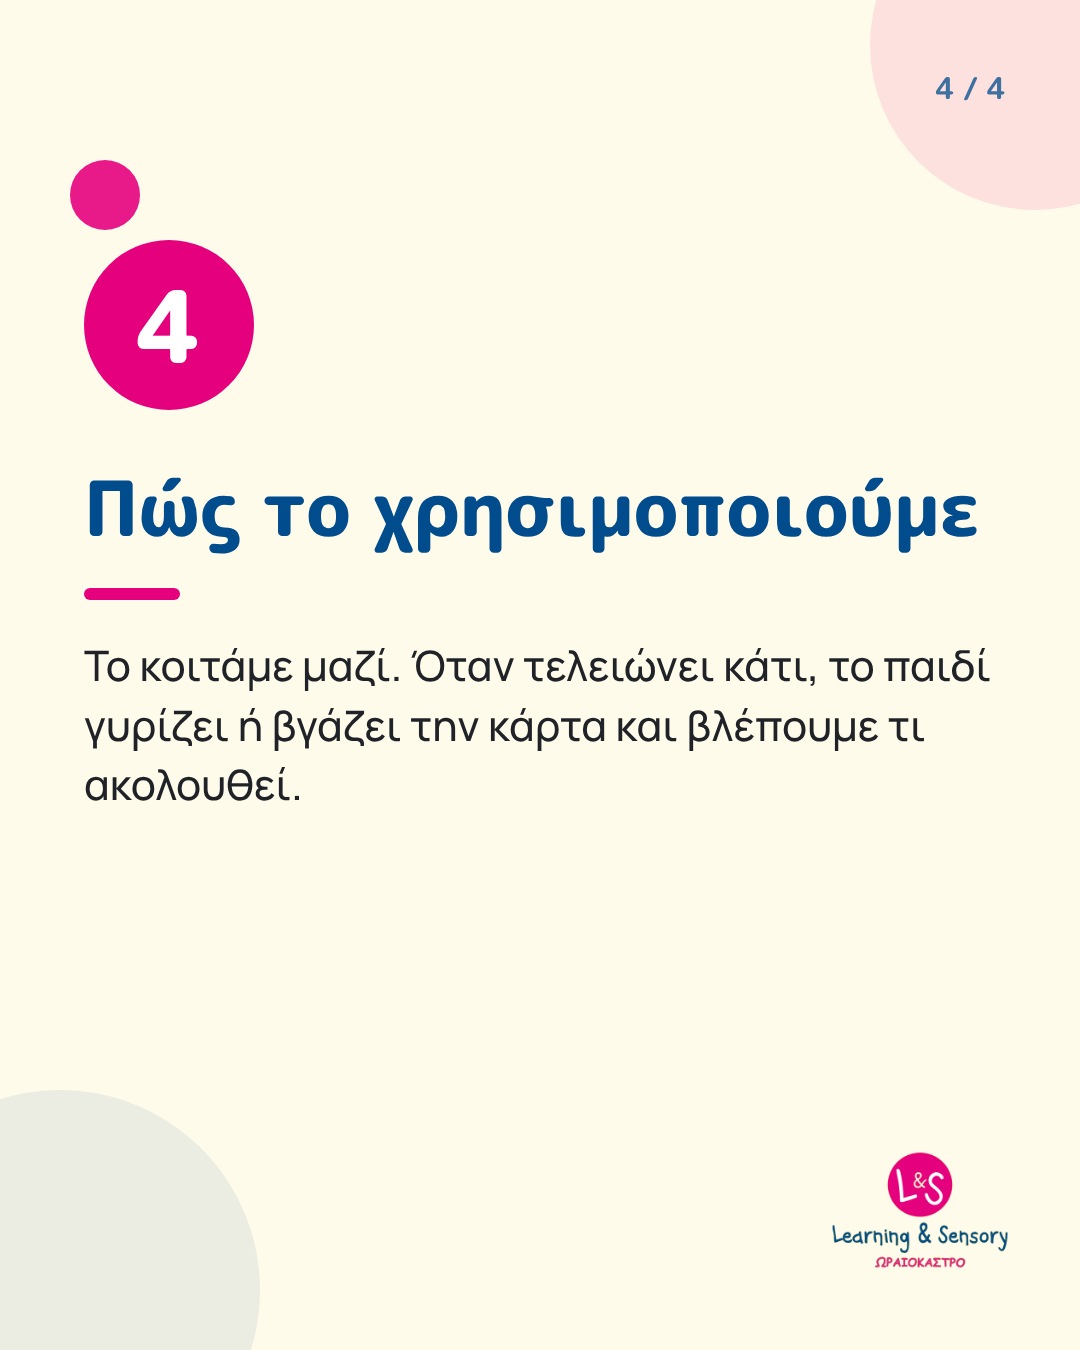 4 / 4
4
Πώς το χρησιμοποιούμε
Το κοιτάμε μαζί. Όταν τελειώνει κάτι, το παιδί
γυρίζει ή βγάζει την κάρτα και βλέπουμε τι
ακολουθεί.
L&S
Learning & Sensory
ΩΡΑΙΟΚΑΣΤΡΟ